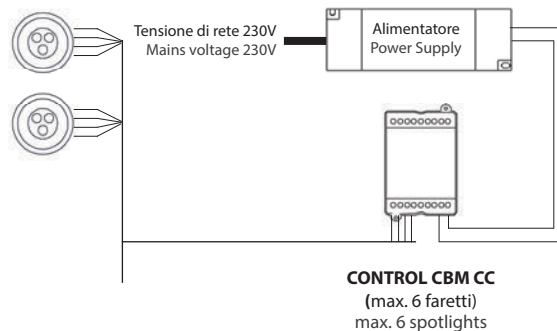 Tensione di rete 230V
Mains voltage 230V
Alimentatore
Power Supply
CONTROL CBM CC
(max. 6 faretti)
max. 6 spotlights